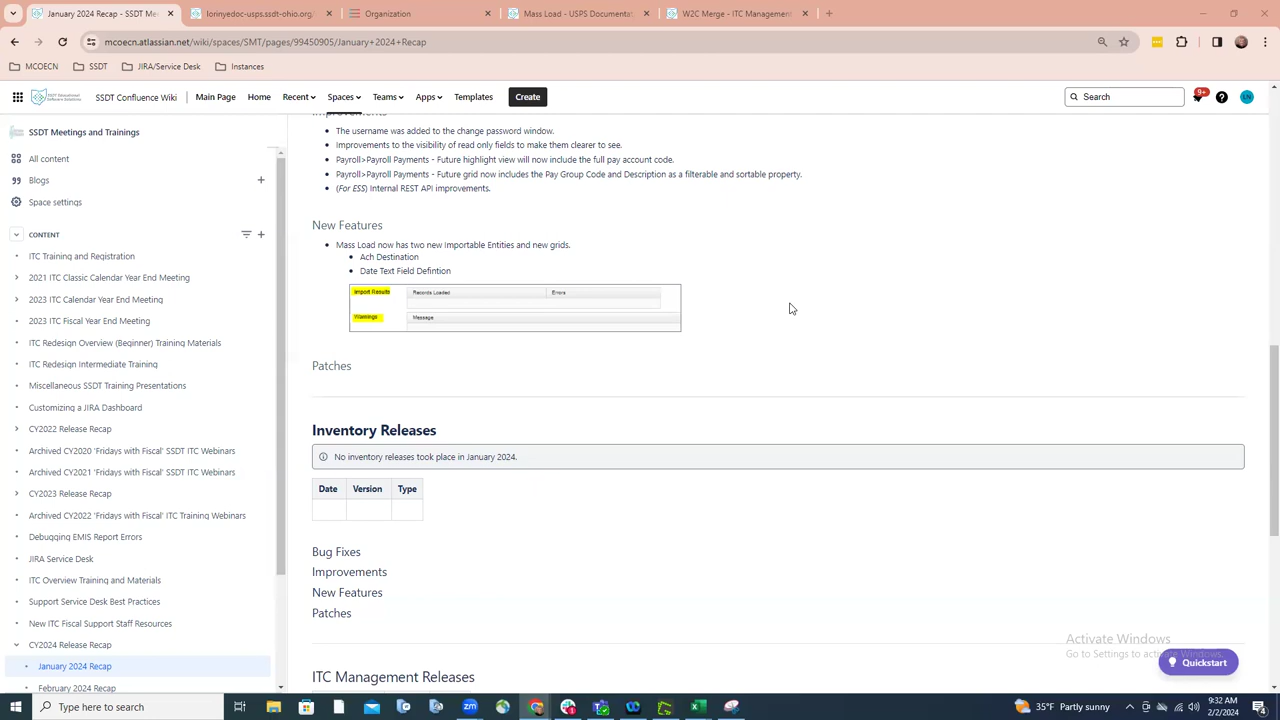 January 2024 Recap - SSDT Mee
lorinyedoc-usps.ssdt-ohio.org/
Organization
Mass Load - USPS Documentat
W2C Merge - ITC Management
mcoecn.atlassian.net/wiki/spaces/SMT/pages/99450905/January+2024+Recap
MCOECN SSDT JIRA/Service Desk Instances
SSDT Confluence Wiki Main Page Home Recent Spaces Teams Apps Templates Create Search 9+
SSDT Meetings and Trainings
All content
Blogs
Space settings
CONTENT
ITC Training and Registration
2021 ITC Classic Calendar Year End Meeting
2023 ITC Calendar Year End Meeting
2023 ITC Fiscal Year End Meeting
ITC Redesign Overview (Beginner) Training Materials
ITC Redesign Intermediate Training
Miscellaneous SSDT Training Presentations
Customizing a JIRA Dashboard
CY2022 Release Recap
Archived CY2020 'Fridays with Fiscal' SSDT ITC Webinars
Archived CY2021 'Fridays with Fiscal' SSDT ITC Webinars
CY2023 Release Recap
Archived CY2022 'Fridays with Fiscal' ITC Training Webinars
Debugging EMIS Report Errors
JIRA Service Desk
ITC Overview Training and Materials
Support Service Desk Best Practices
New ITC Fiscal Support Staff Resources
CY2024 Release Recap
January 2024 Recap
February 2024 Recap
Improvements
The username was added to the change password window.
Improvements to the visibility of read only fields to make them clearer to see.
Payroll>Payroll Payments - Future highlight view will now include the full pay account code.
Payroll>Payroll Payments - Future grid now includes the Pay Group Code and Description as a filterable and sortable property.
(For ESS) Internal REST API improvements.
New Features
Mass Load now has two new Importable Entities and new grids.
Ach Destination
Date Text Field Defintion
Import Results Records Loaded Errors
Warnings Message
Patches
Inventory Releases
No inventory releases took place in January 2024.
Date Version Type
Bug Fixes
Improvements
New Features
Patches
ITC Management Releases
Activate Windows
Go to Settings to activate Windows.
Quickstart
Type here to search
35°F Partly sunny
9:32 AM
2/2/2024